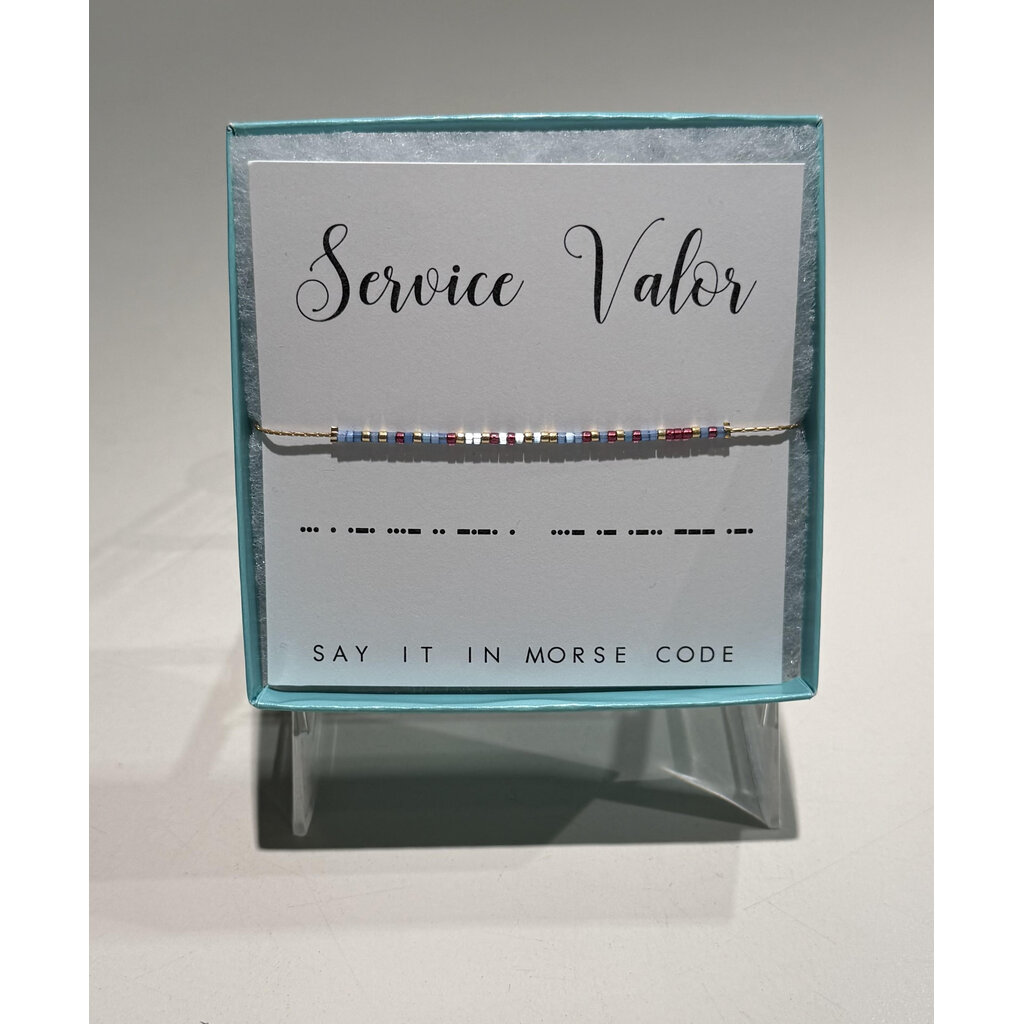 Service Valor
••• • •−• •••− •• −•−• • •••− •− •−•• −−− •−•
SAY IT IN MORSE CODE